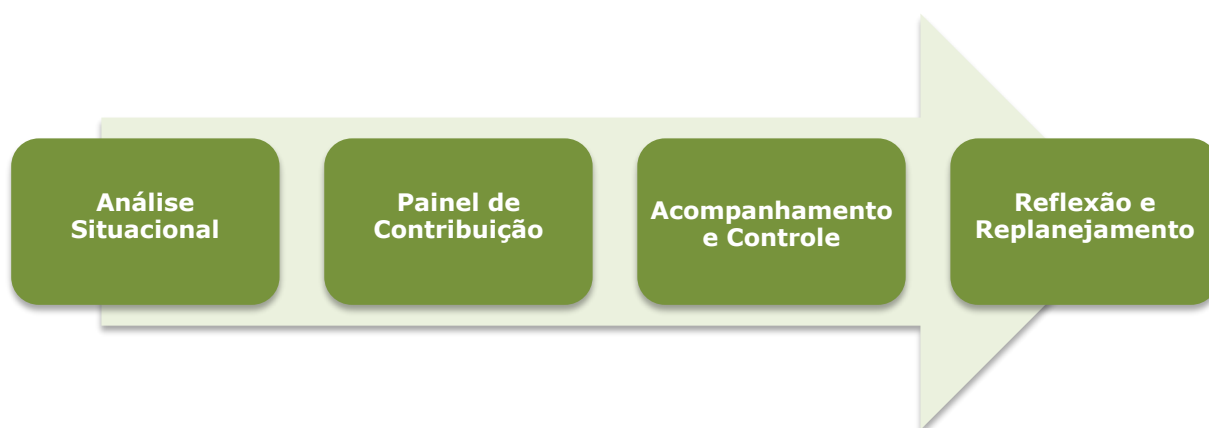 Análise
Situacional
Painel de
Contribuição
Acompanhamento
e Controle
Reflexão e
Replanejamento